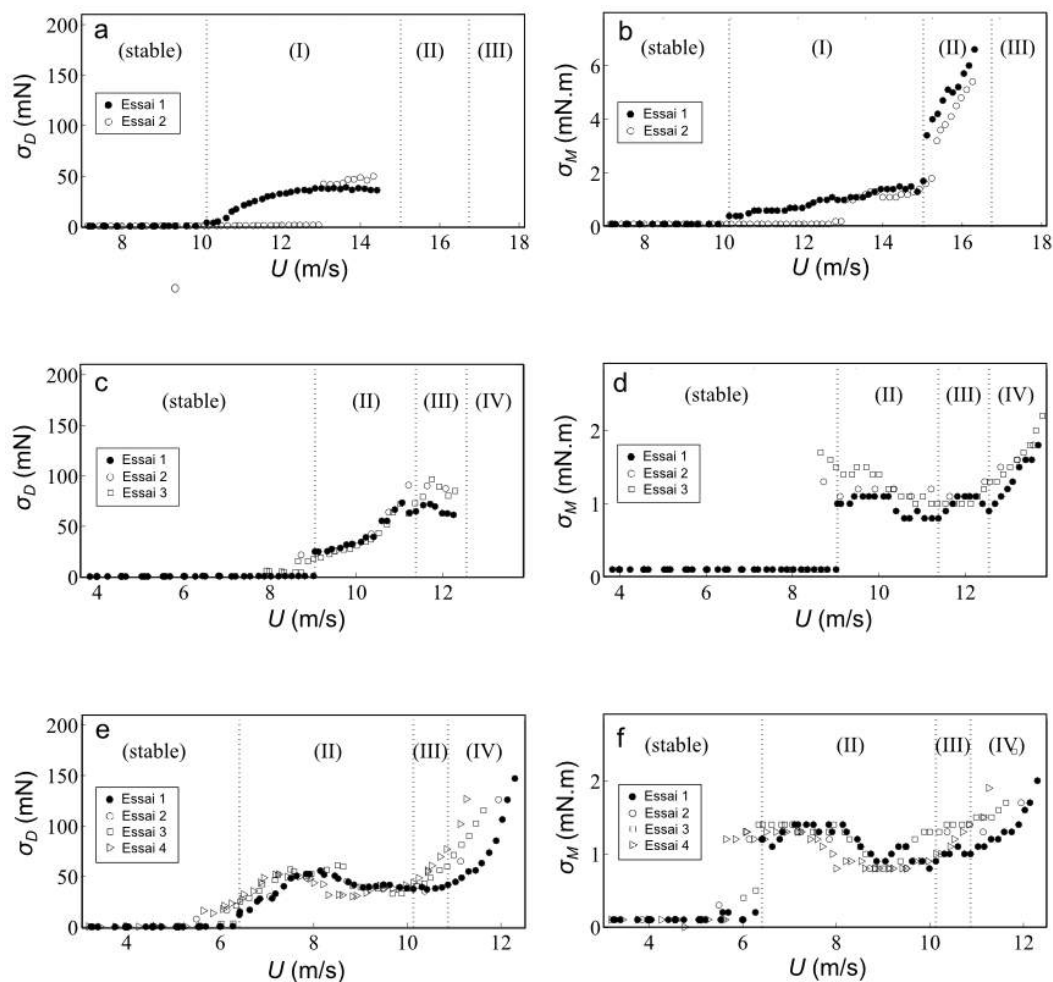 a
(stable) (I) (II) (III)
Essai 1
Essai 2
σ_D (mN)
200
150
100
50
0
8 10 12 14 16 18
U (m/s)
b
(stable) (I) (II) (III)
Essai 1
Essai 2
σ_M (mN.m)
6
4
2
0
8 10 12 14 16 18
U (m/s)
c
(stable) (II) (III) (IV)
Essai 1
Essai 2
Essai 3
σ_D (mN)
200
150
100
50
0
4 6 8 10 12
U (m/s)
d
(stable) (II) (III) (IV)
Essai 1
Essai 2
Essai 3
σ_M (mN.m)
2
1
0
4 6 8 10 12
U (m/s)
e
(stable) (II) (III) (IV)
Essai 1
Essai 2
Essai 3
Essai 4
σ_D (mN)
200
150
100
50
0
4 6 8 10 12
U (m/s)
f
(stable) (II) (III) (IV)
Essai 1
Essai 2
Essai 3
Essai 4
σ_M (mN.m)
2
1
0
4 6 8 10 12
U (m/s)